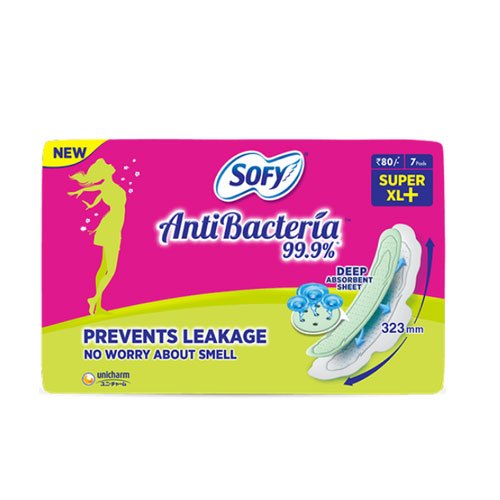 NEW
SOFY
₹80/- 7 Pads
SUPER
XL+
AntiBacteria™
99.9%*
DEEP
ABSORBENT
SHEET
323 mm
PREVENTS LEAKAGE
NO WORRY ABOUT SMELL
unicharm
ユニ・チャーム